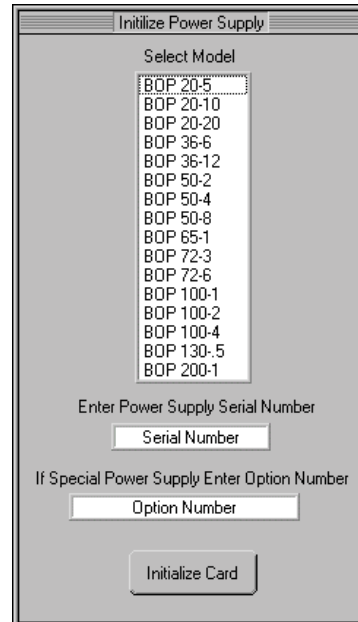 Initilize Power Supply
Select Model
BOP 20-5
BOP 20-10
BOP 20-20
BOP 36-6
BOP 36-12
BOP 50-2
BOP 50-4
BOP 50-8
BOP 65-1
BOP 72-3
BOP 72-6
BOP 100-1
BOP 100-2
BOP 100-4
BOP 130-.5
BOP 200-1
Enter Power Supply Serial Number
Serial Number
If Special Power Supply Enter Option Number
Option Number
Initialize Card